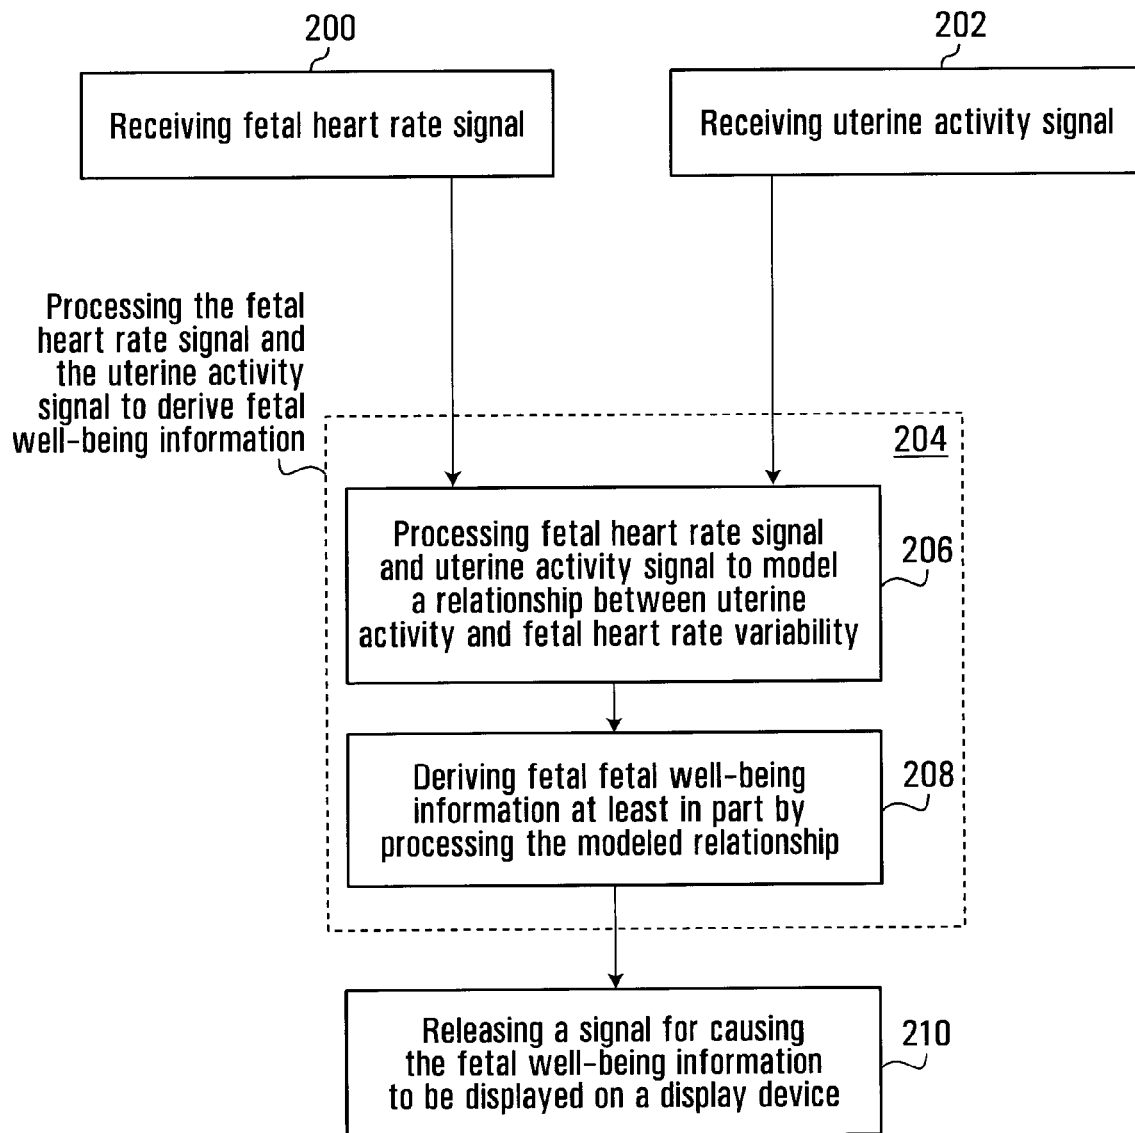 200
202
Receiving fetal heart rate signal
Receiving uterine activity signal
Processing the fetal
heart rate signal and
the uterine activity
signal to derive fetal
well-being information
204
Processing fetal heart rate signal
and uterine activity signal to model
a relationship between uterine
activity and fetal heart rate variability
206
Deriving fetal fetal well-being
information at least in part by
processing the modeled relationship
208
Releasing a signal for causing
the fetal well-being information
to be displayed on a display device
210